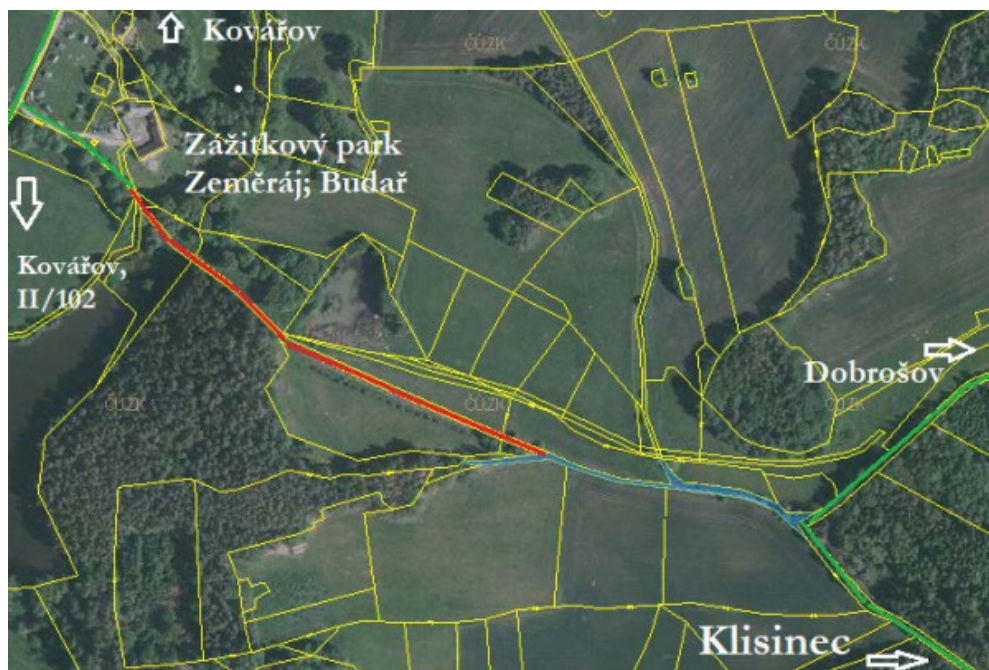 Kovářov
ČÚZK
ČÚZK
Zážitkový park
Zeměráj; Budař
Kovářov,
II/102
Dobrošov
ČÚZK
ČÚZK
ČÚZK
Klisinec